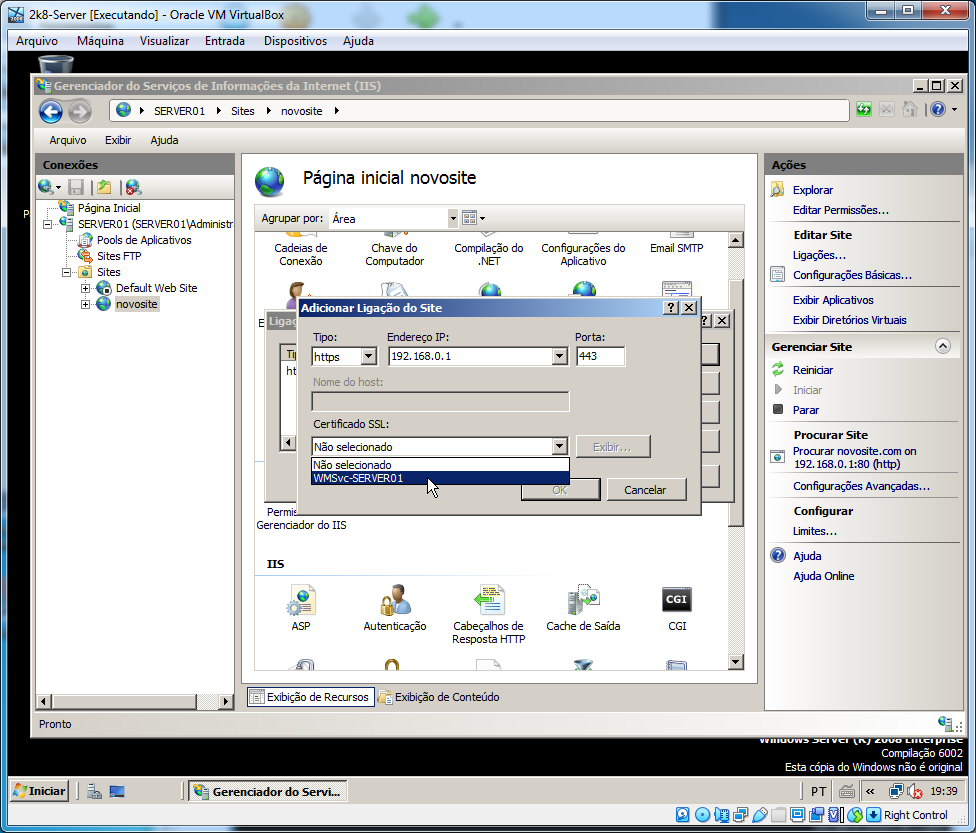 2k8-Server [Executando] - Oracle VM VirtualBox
Arquivo Máquina Visualizar Entrada Dispositivos Ajuda
Gerenciador do Serviços de Informações da Internet (IIS)
SERVER01 Sites novosite
Arquivo Exibir Ajuda
Conexões
Página Inicial
SERVER01 (SERVER01\Administr
Pools de Aplicativos
Sites FTP
Sites
Default Web Site
novosite
Página inicial novosite
Agrupar por: Área
Cadeias de Conexão
Chave do Computador
Compilação do .NET
Configurações do Aplicativo
Email SMTP
Adicionar Ligação do Site
Tipo: Endereço IP: Porta:
https 192.168.0.1 443
Nome do host:
Certificado SSL:
Não selecionado Exibir...
Não selecionado
WMSvc-SERVER01
OK Cancelar
Gerenciador do IIS
IIS
ASP
Autenticação
Cabeçalhos de Resposta HTTP
Cache de Saída
CGI
CGI
Exibição de Recursos Exibição de Conteúdo
Ações
Explorar
Editar Permissões...
Editar Site
Ligações...
Configurações Básicas...
Exibir Aplicativos
Exibir Diretórios Virtuais
Gerenciar Site
Reiniciar
Iniciar
Parar
Procurar Site
Procurar novosite.com on
192.168.0.1:80 (http)
Configurações Avançadas...
Configurar
Limites...
Ajuda
Ajuda Online
Pronto
Windows Server (R) 2008 Enterprise
Compilação 6002
Esta cópia do Windows não é original
Iniciar Gerenciador do Servi... PT « 19:39
Right Control